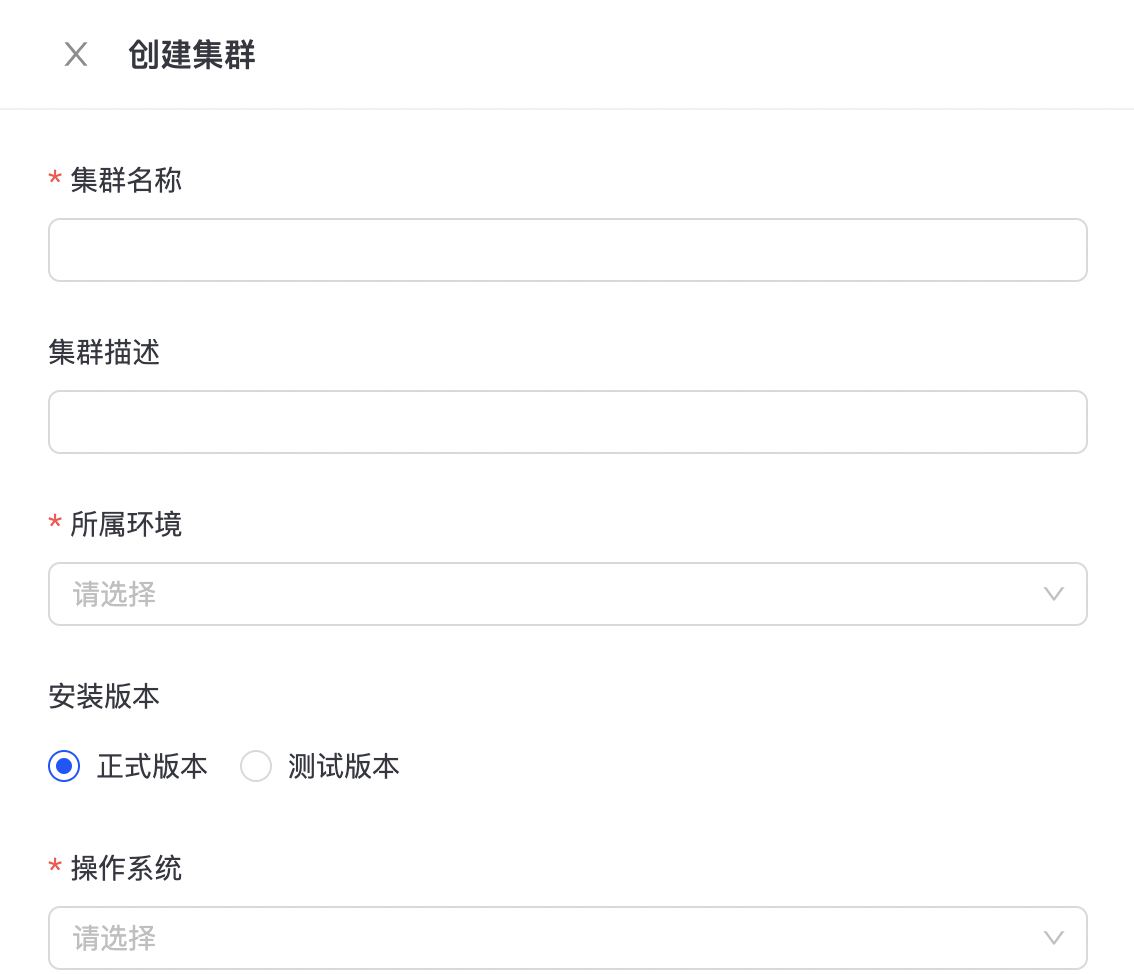 创建集群
* 集群名称
集群描述
* 所属环境
请选择
安装版本
正式版本 测试版本
* 操作系统
请选择